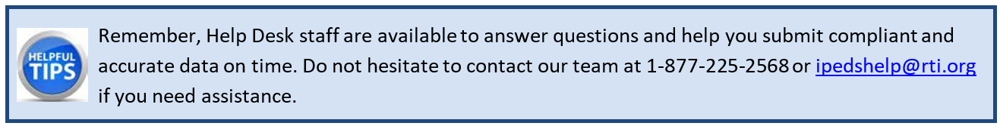 HELPFUL
TIPS
Remember, Help Desk staff are available to answer questions and help you submit compliant and
accurate data on time. Do not hesitate to contact our team at 1-877-225-2568 or ipedshelp@rti.org
if you need assistance.